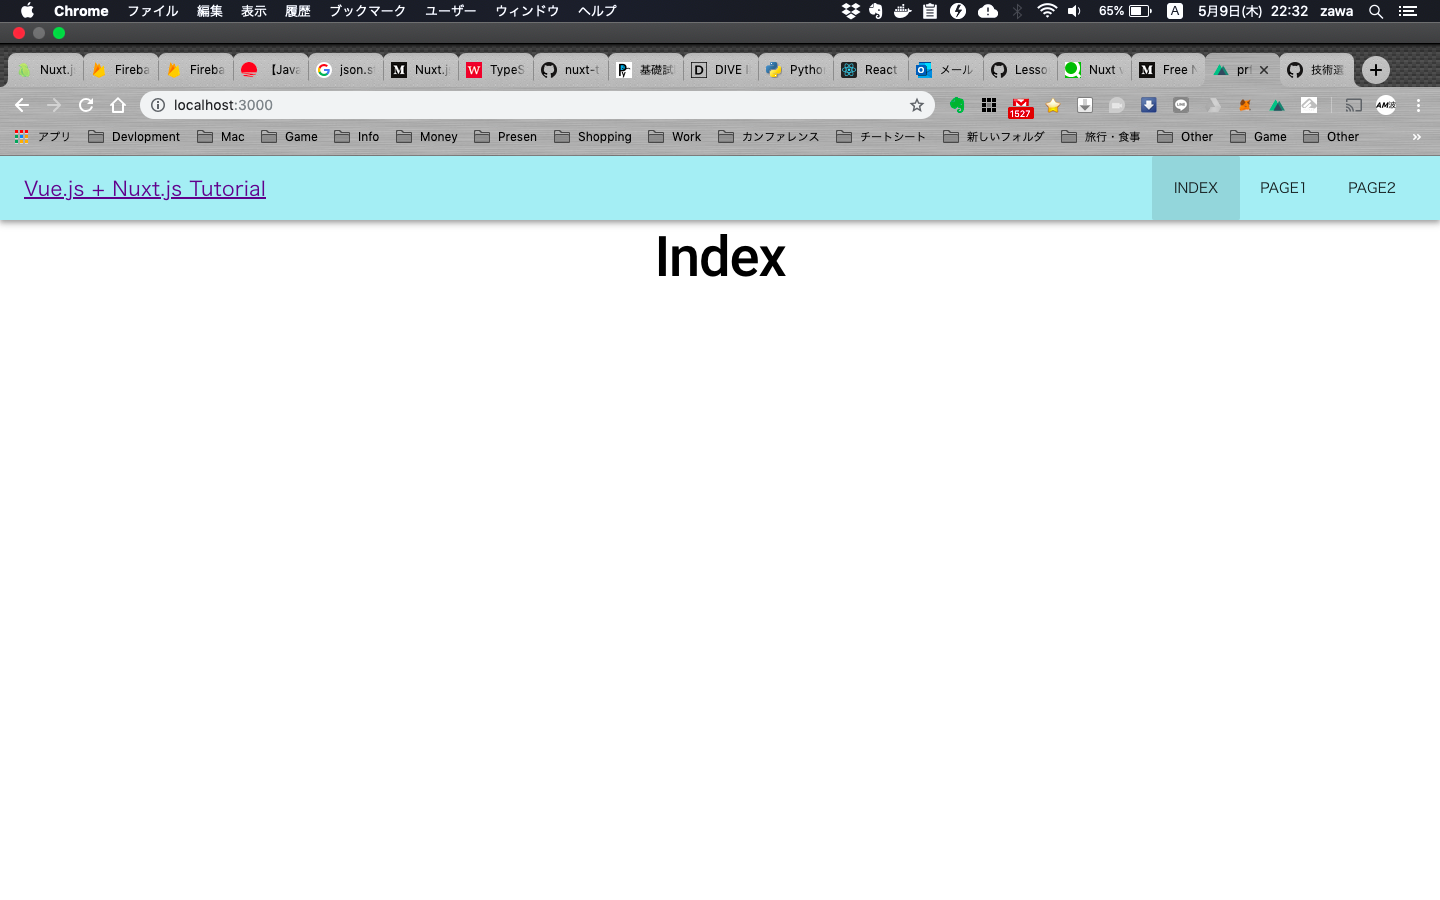 Chrome ファイル 編集 表示 履歴 ブックマーク ユーザー ウィンドウ ヘルプ 65% A 5月9日(木) 22:32 zawa
Nuxt.j Fireba Fireba 【Java json.s Nuxt.j TypeS nuxt-t 基礎試 DIVE Pytho React メール Lesso Nuxt Free 技術選
localhost:3000 1527
アプリ Devlopment Mac Game Info Money Presen Shopping Work カンファレンス チートシート 新しいフォルダ 旅行・食事 Other Game Other »
Vue.js + Nuxt.js Tutorial INDEX PAGE1 PAGE2
Index